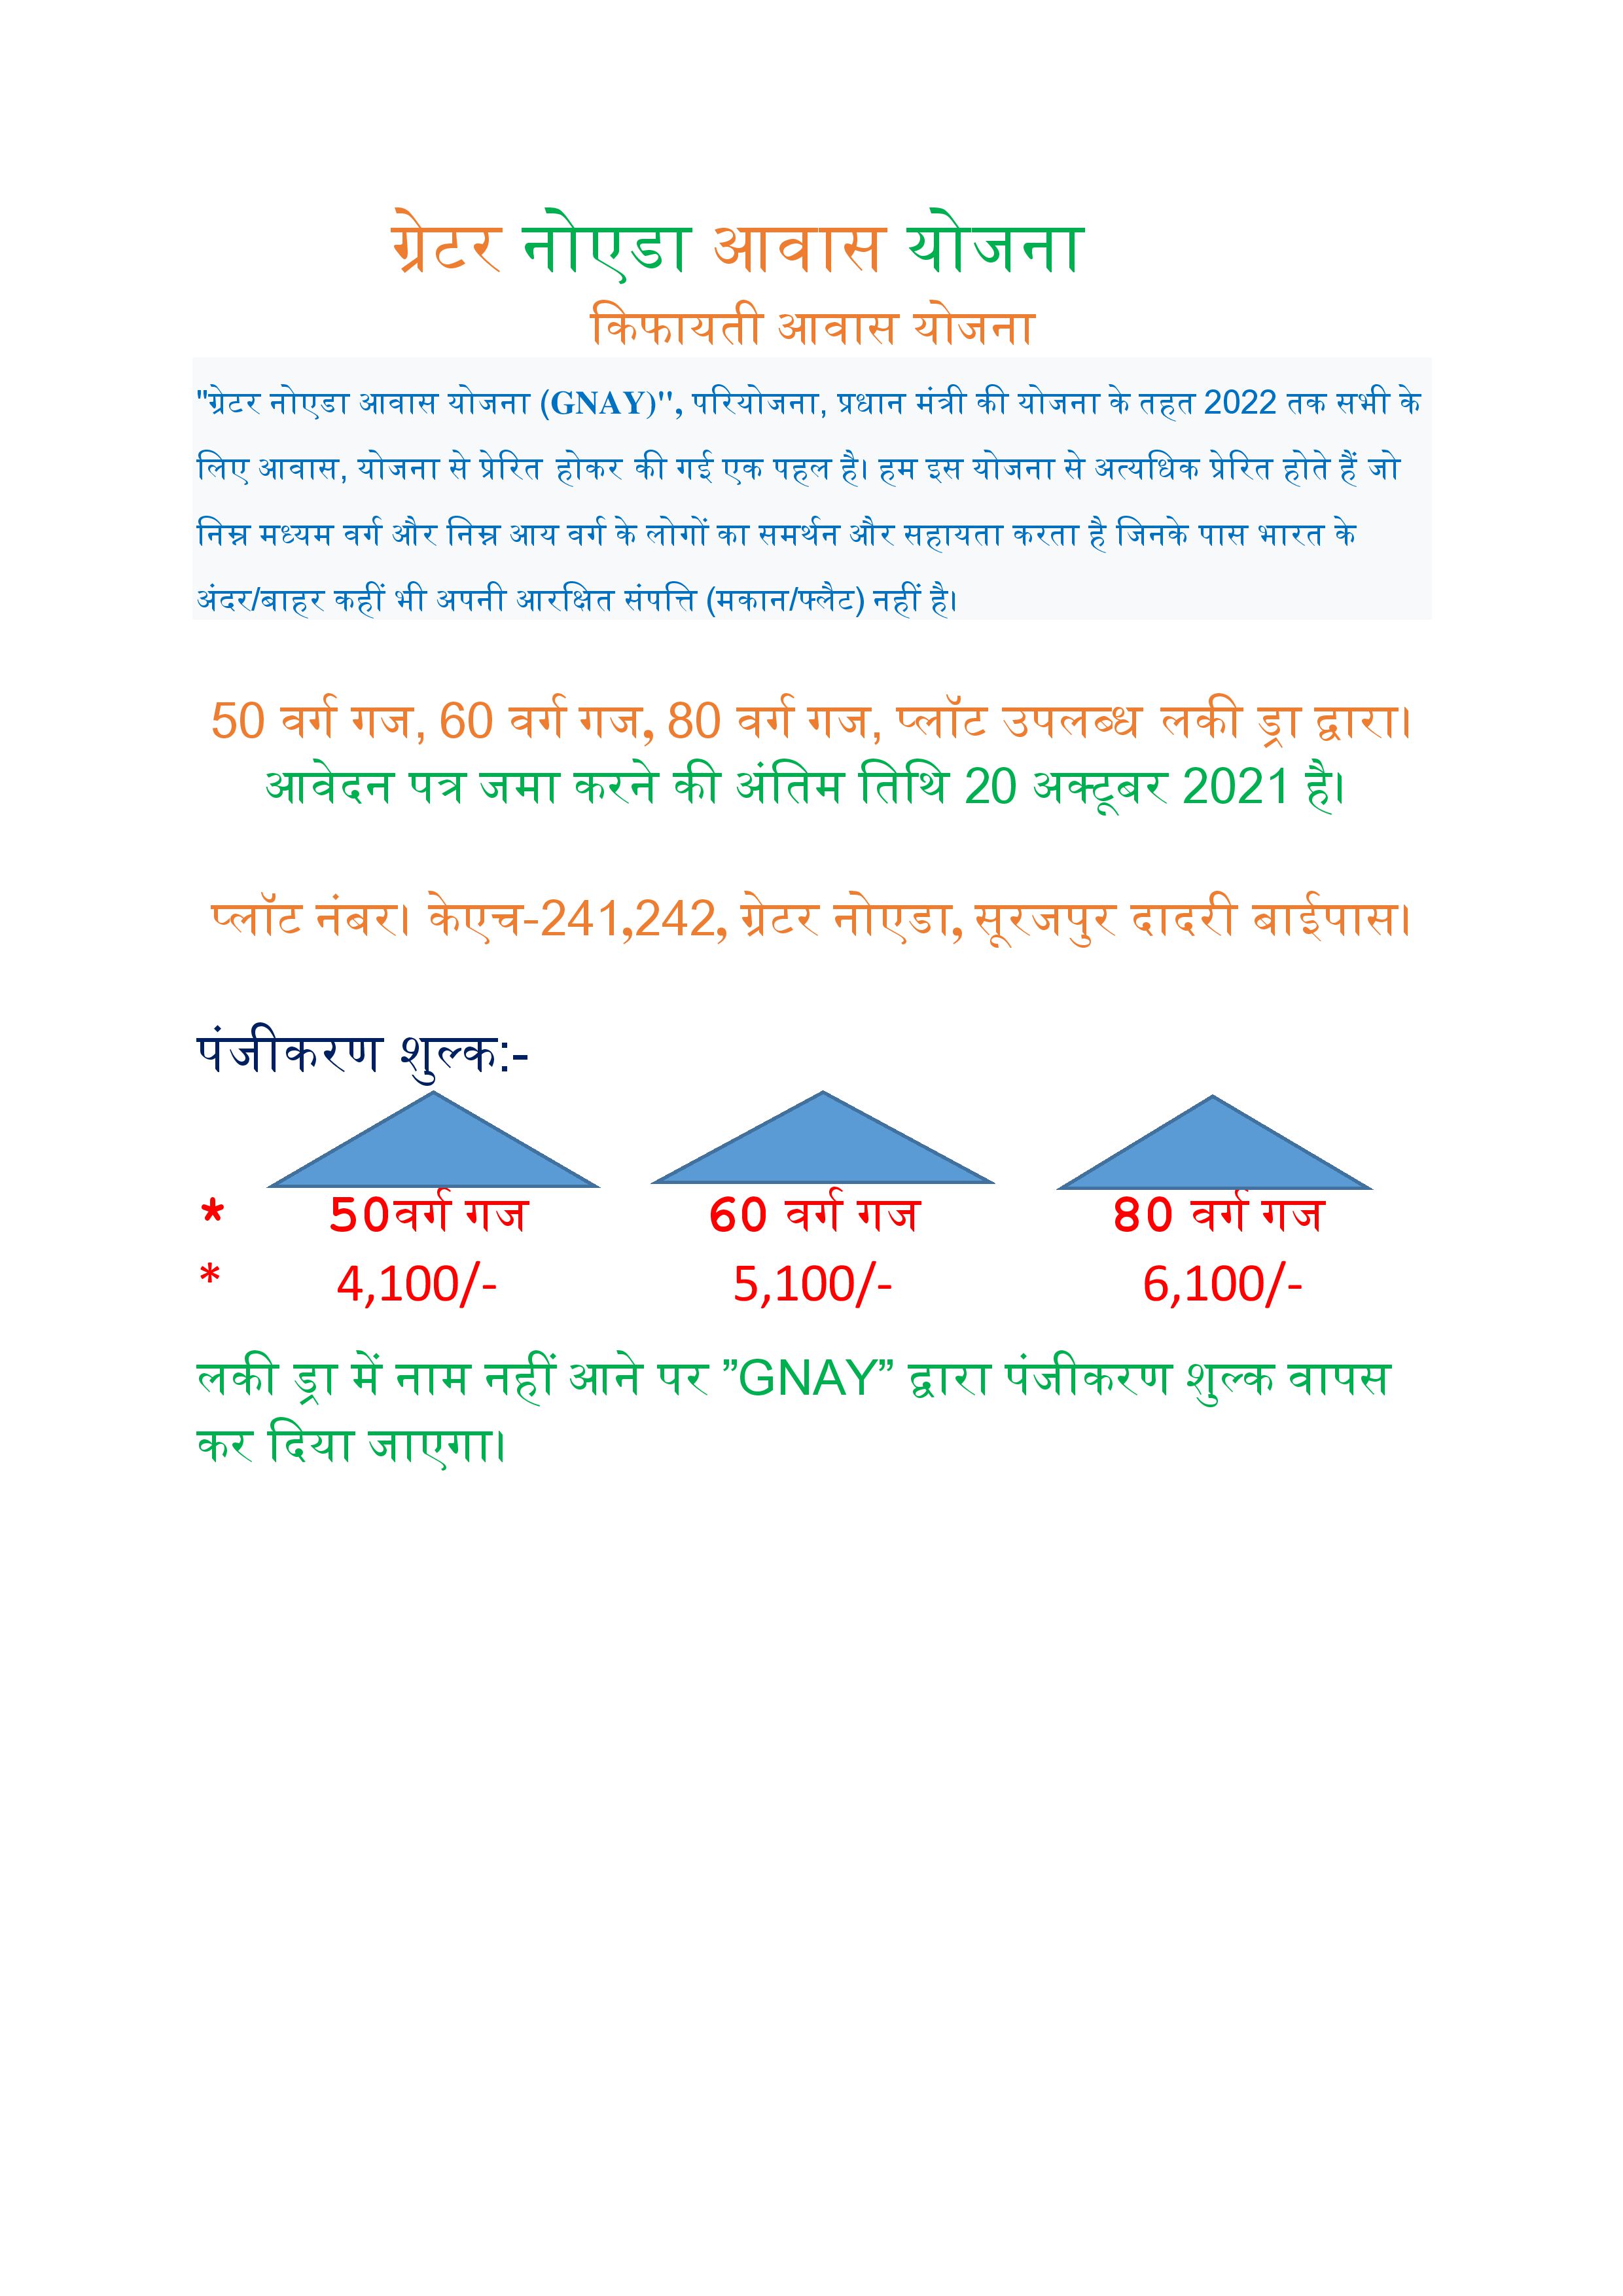 ग्रेटर नोएडा आवास योजना
किफायती आवास योजना
"ग्रेटर नोएडा आवास योजना (GNAY)", परियोजना, प्रधान मंत्री की योजना के तहत 2022 तक सभी के
लिए आवास, योजना से प्रेरित होकर की गई एक पहल है। हम इस योजना से अत्यधिक प्रेरित होते हैं जो
निम्न मध्यम वर्ग और निम्न आय वर्ग के लोगों का समर्थन और सहायता करता है जिनके पास भारत के
अंदर/बाहर कहीं भी अपनी आरक्षित संपत्ति (मकान/फ्लैट) नहीं है।
50 वर्ग गज, 60 वर्ग गज, 80 वर्ग गज, प्लॉट उपलब्ध लकी ड्रा द्वारा।
आवेदन पत्र जमा करने की अंतिम तिथि 20 अक्टूबर 2021 है।
प्लॉट नंबर। केएच-241,242, ग्रेटर नोएडा, सूरजपुर दादरी बाईपास।
पंजीकरण शुल्क:-
* 50वर्ग गज 60 वर्ग गज 80 वर्ग गज
* 4,100/- 5,100/- 6,100/-
लकी ड्रा में नाम नहीं आने पर ”GNAY” द्वारा पंजीकरण शुल्क वापस
कर दिया जाएगा।